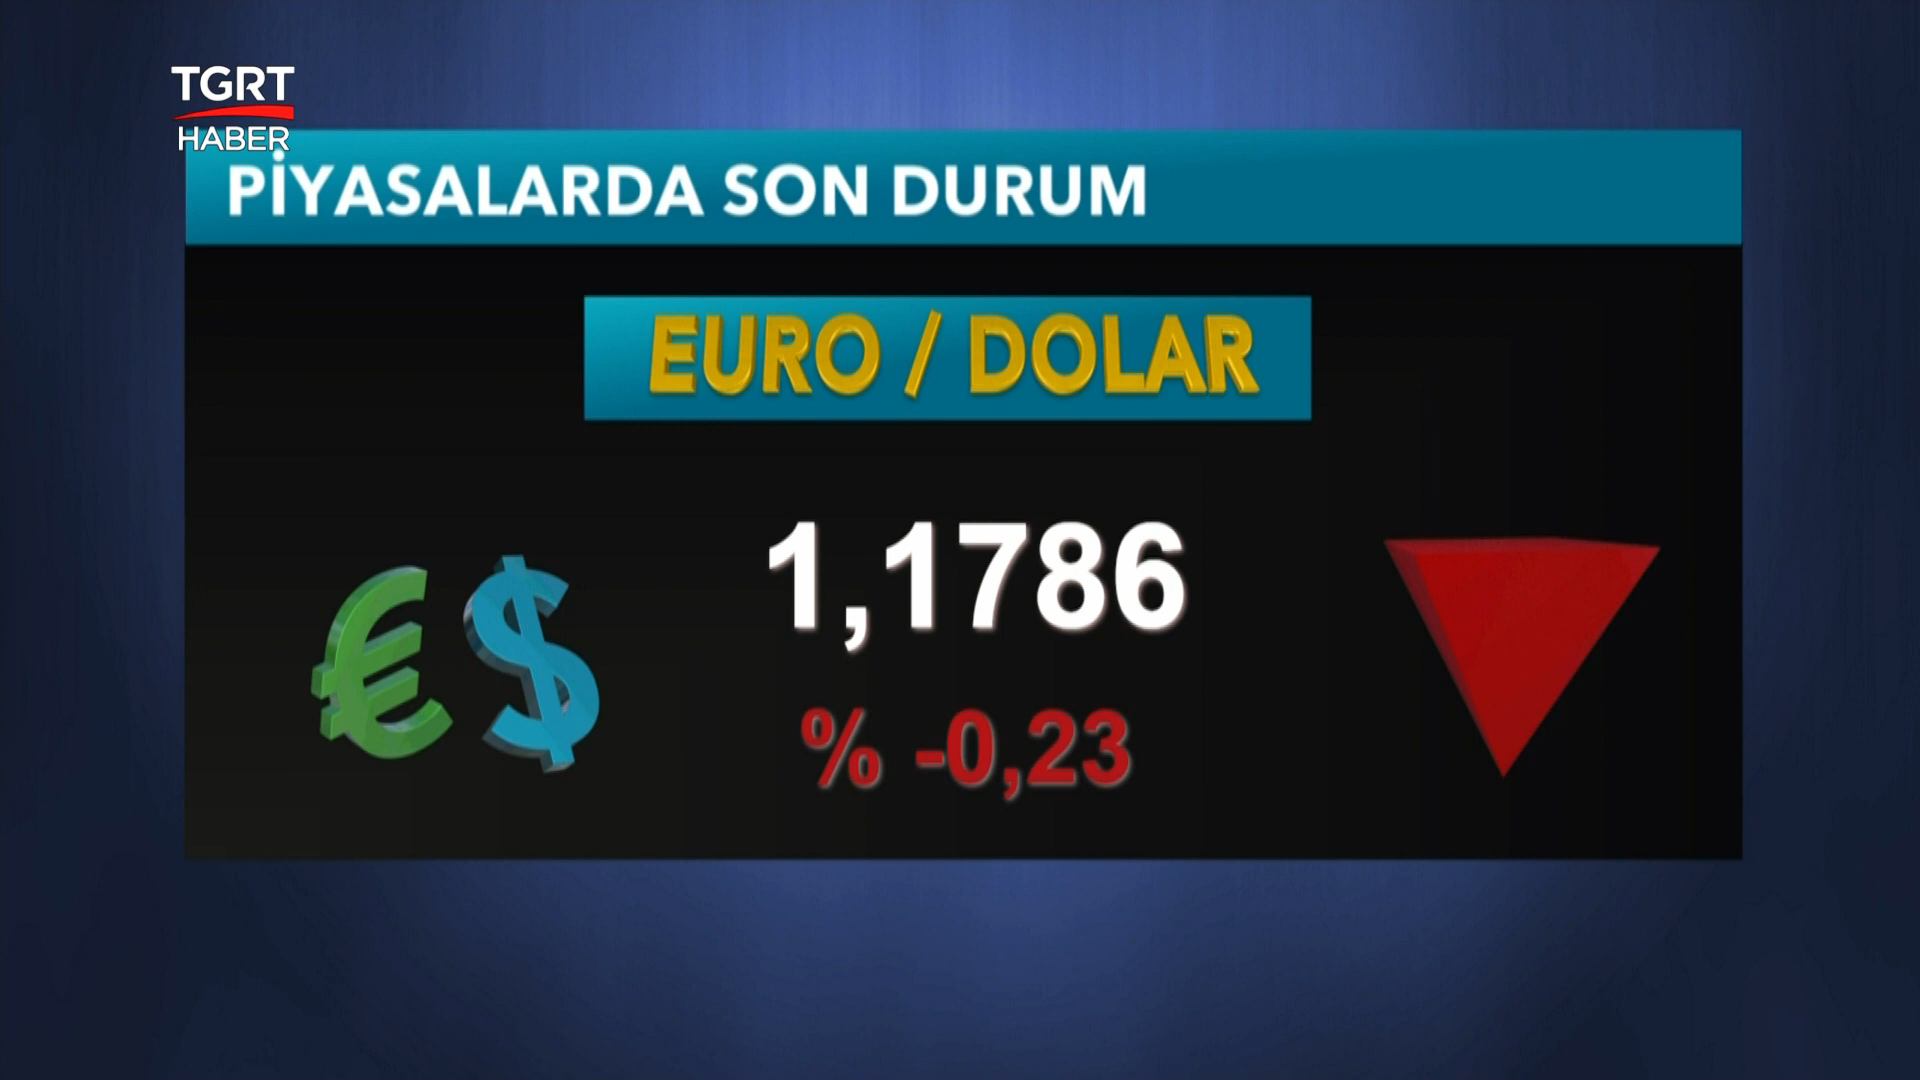 TGRT
HABER
PİYASALARDA SON DURUM
EURO / DOLAR
€ $
1,1786
% -0,23